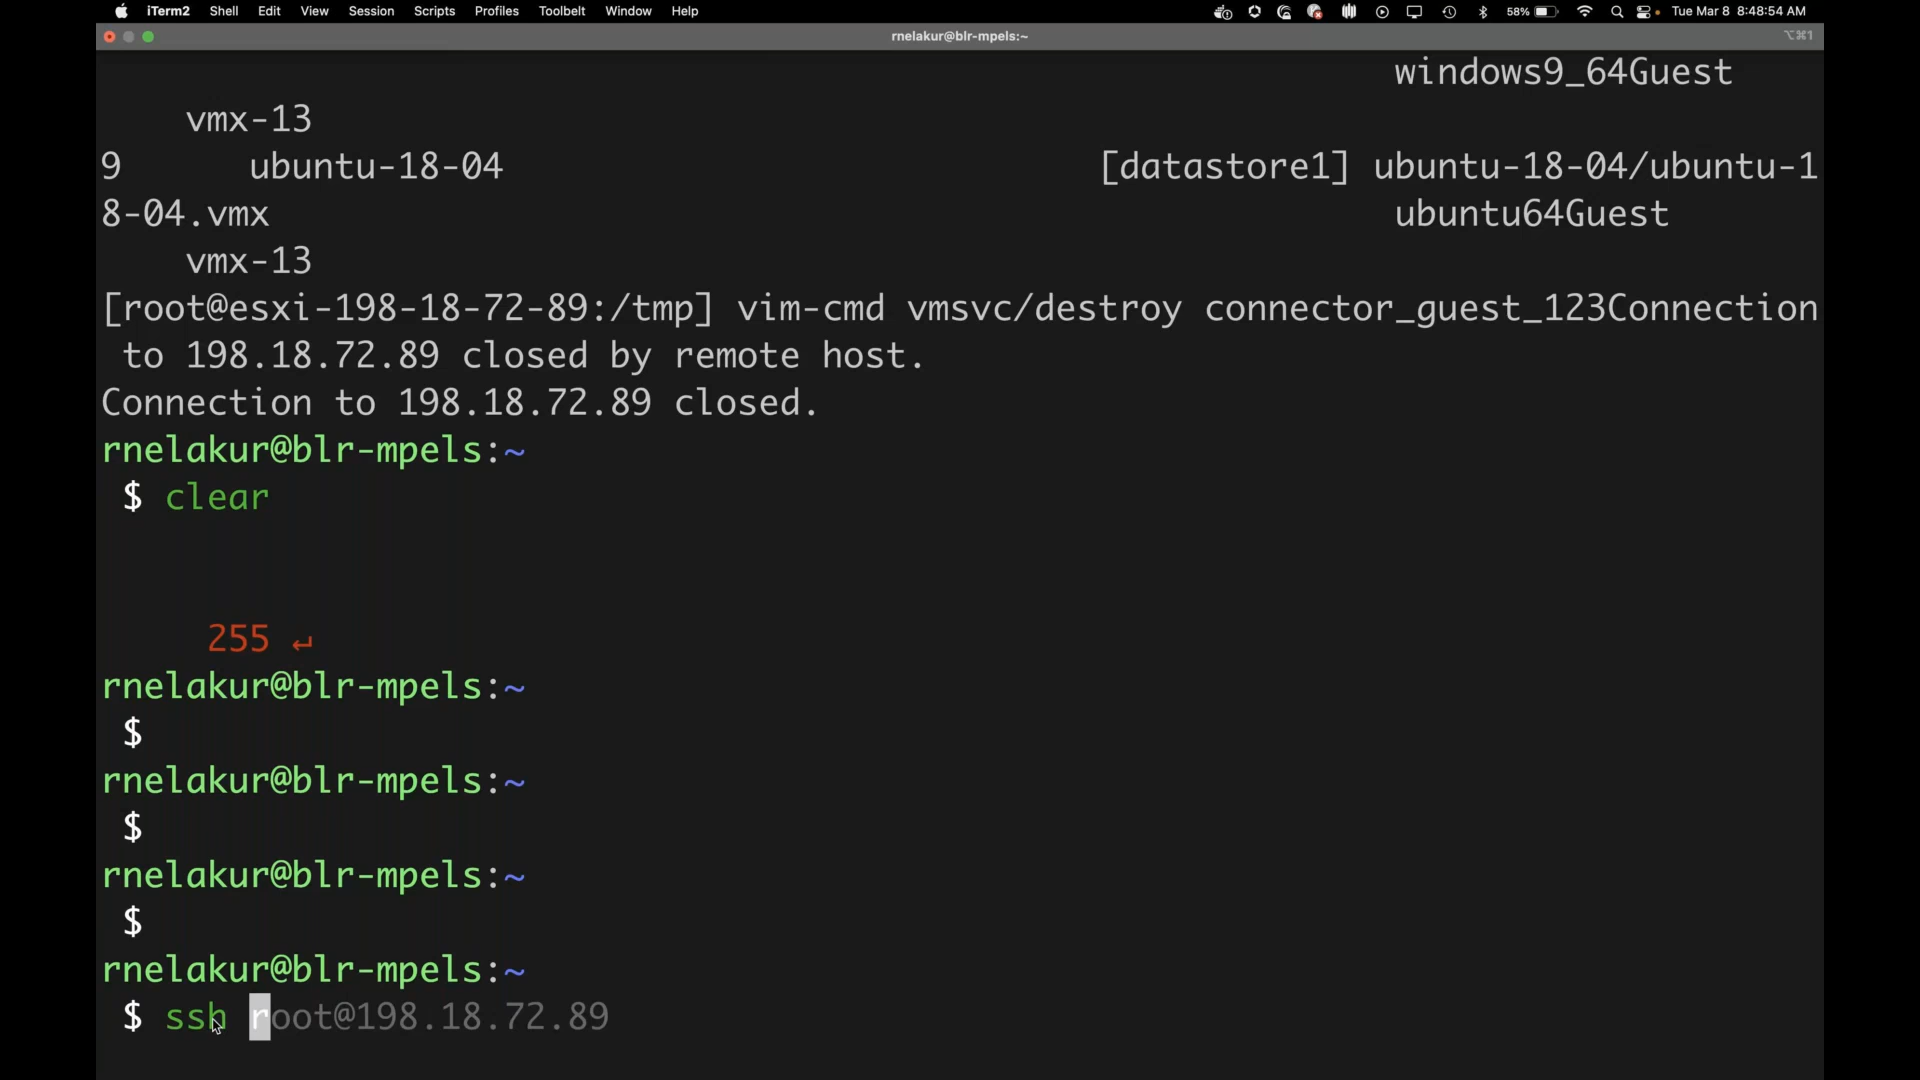 iTerm2 Shell Edit View Session Scripts Profiles Toolbelt Window Help 58% Tue Mar 8 8:48:54 AM
rnelakur@blr-mpels:~ ⌥⌘1
windows9_64Guest
vmx-13
9 ubuntu-18-04 [datastore1] ubuntu-18-04/ubuntu-1
8-04.vmx ubuntu64Guest
vmx-13
[root@esxi-198-18-72-89:/tmp] vim-cmd vmsvc/destroy connector_guest_123Connection
to 198.18.72.89 closed by remote host.
Connection to 198.18.72.89 closed.
rnelakur@blr-mpels:~
$ clear
255 ↵
rnelakur@blr-mpels:~
$
rnelakur@blr-mpels:~
$
rnelakur@blr-mpels:~
$
rnelakur@blr-mpels:~
$ ssh root@198.18.72.89